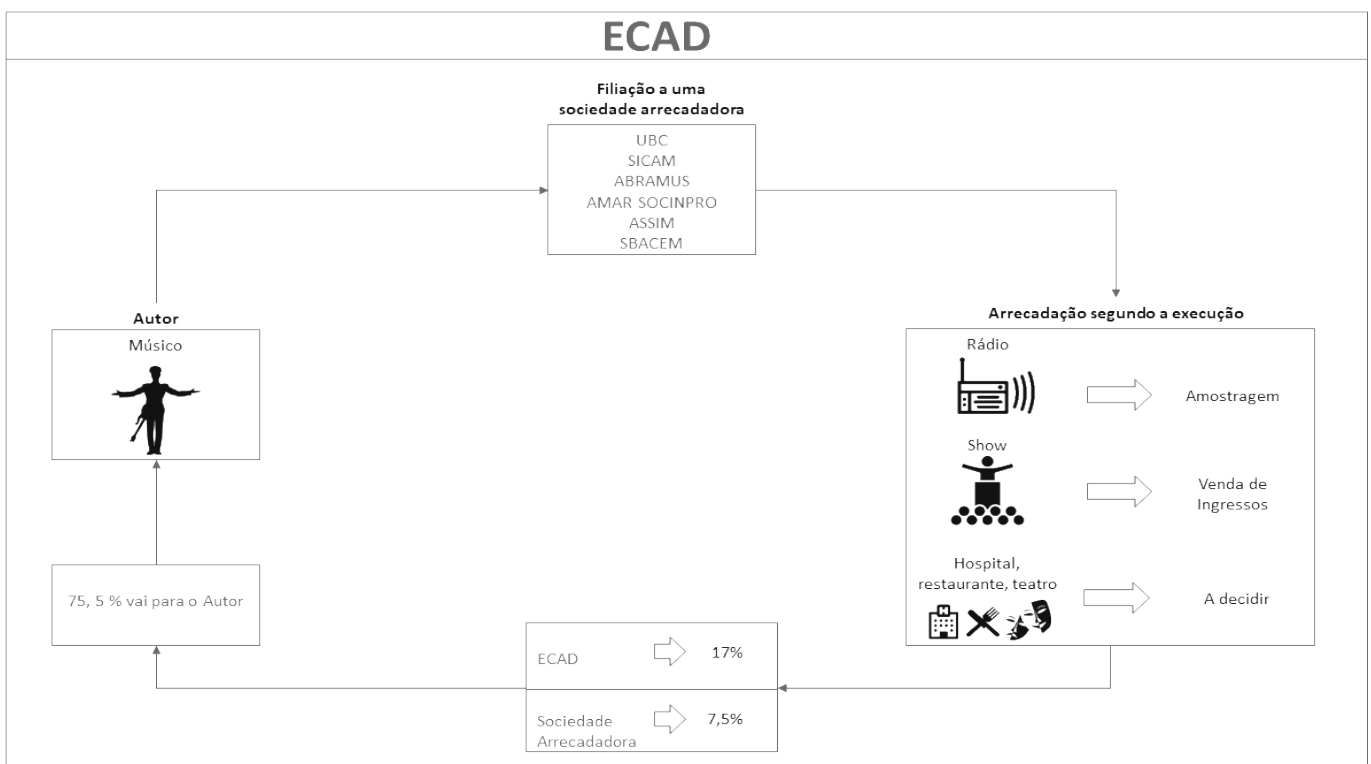 ECAD
Filiação a uma
sociedade arrecadadora
UBC
SICAM
ABRAMUS
AMAR SOCINPRO
ASSIM
SBACEM
Autor
Músico
Arrecadação segundo a execução
Rádio
Amostragem
Show
Venda de
Ingressos
Hospital,
restaurante, teatro
H
A decidir
ECAD
17%
Sociedade
Arrecadadora
7,5%
75, 5 % vai para o Autor